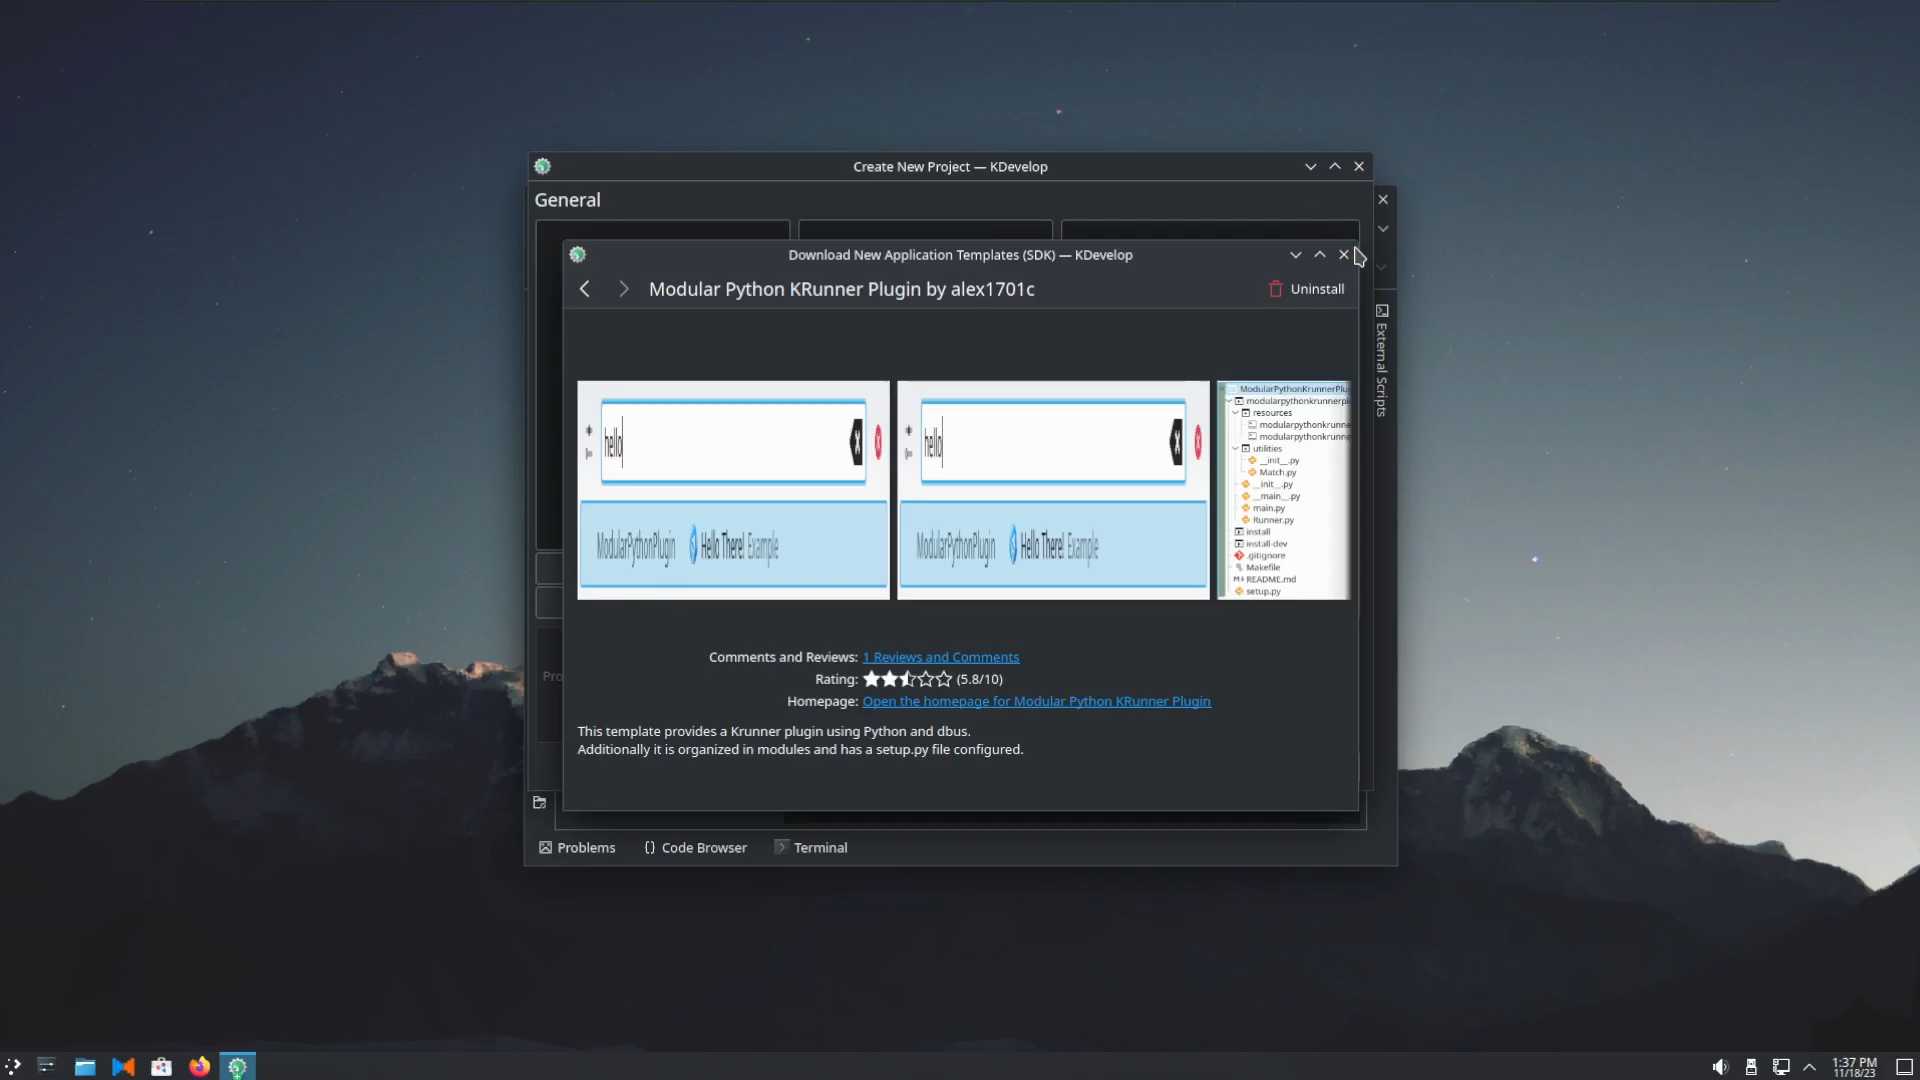 Create New Project — KDevelop
General
Download New Application Templates (SDK) — KDevelop
Modular Python KRunner Plugin by alex1701c
Uninstall
External Scripts
hello
ModularPythonPlugin Hello There! Example
hello
ModularPythonPlugin Hello There! Example
ModularPythonKrunnerPlu
modularpythonkrunnerpl
resources
modularpythonkrunne
modularpythonkrunne
utilities
__init__.py
Match.py
__init__.py
__main__.py
main.py
Runner.py
install
install-dev
.gitignore
Makefile
README.md
setup.py
Comments and Reviews: 1 Reviews and Comments
Rating: (5.8/10)
Homepage: Open the homepage for Modular Python KRunner Plugin
Pro
This template provides a Krunner plugin using Python and dbus.
Additionally it is organized in modules and has a setup.py file configured.
Problems
{} Code Browser
Terminal
1:37 PM
11/18/23